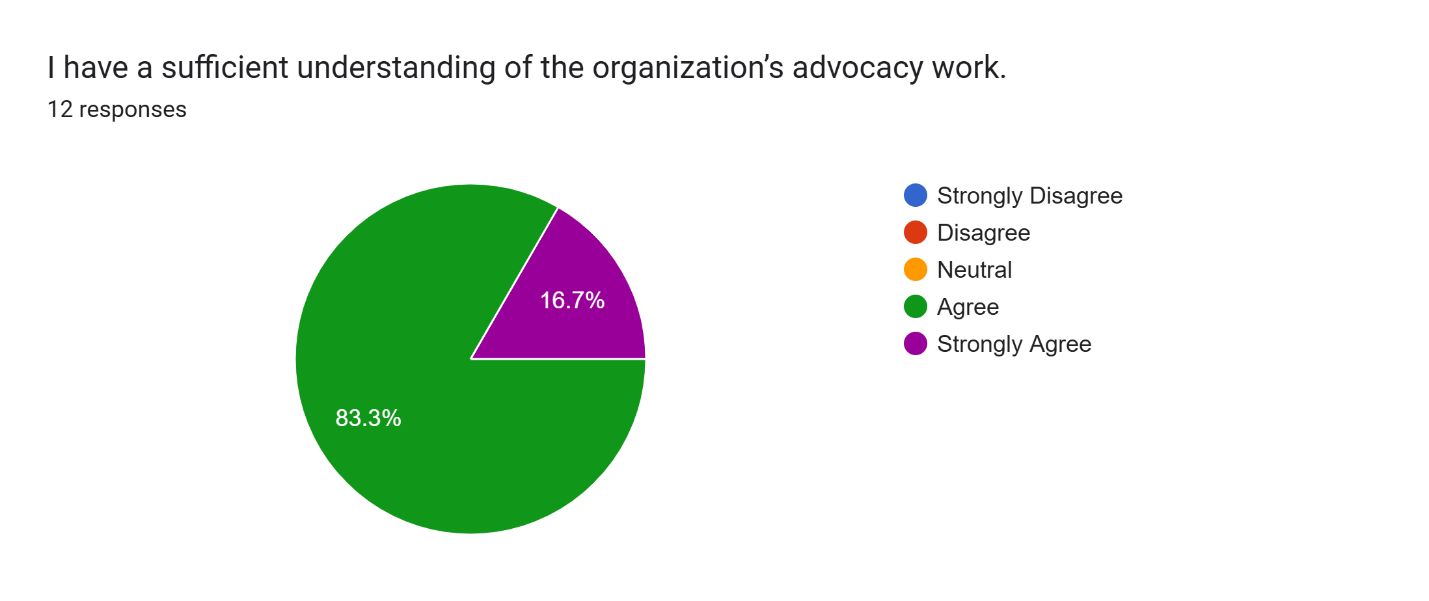 I have a sufficient understanding of the organization’s advocacy work.
12 responses
Strongly Disagree
Disagree
Neutral
Agree
Strongly Agree
16.7%
83.3%